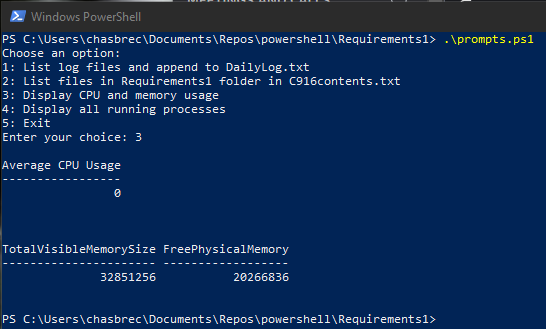 Windows PowerShell
PS C:\Users\chasbrec\Documents\Repos\powershell\Requirements1> .\prompts.ps1
Choose an option:
1: List log files and append to DailyLog.txt
2: List files in Requirements1 folder in C916contents.txt
3: Display CPU and memory usage
4: Display all running processes
5: Exit
Enter your choice: 3
Average CPU Usage
-----------------
0
TotalVisibleMemorySize FreePhysicalMemory
---------------------- ------------------
32851256 20266836
PS C:\Users\chasbrec\Documents\Repos\powershell\Requirements1>